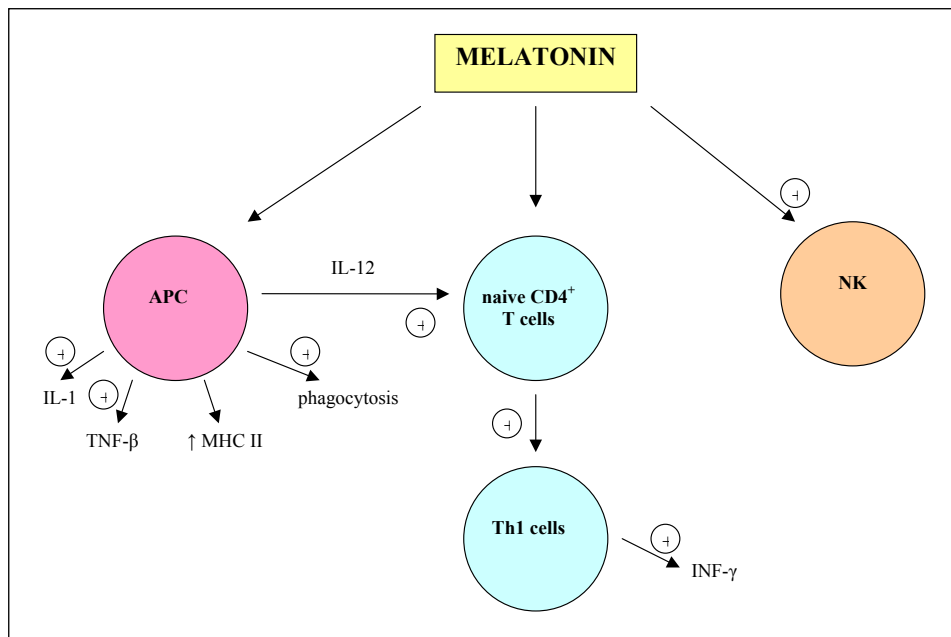 MELATONIN
IL-12
APC
naive CD4⁺
T cells
NK
IL-1
phagocytosis
TNF-β
↑ MHC II
Th1 cells
INF-γ